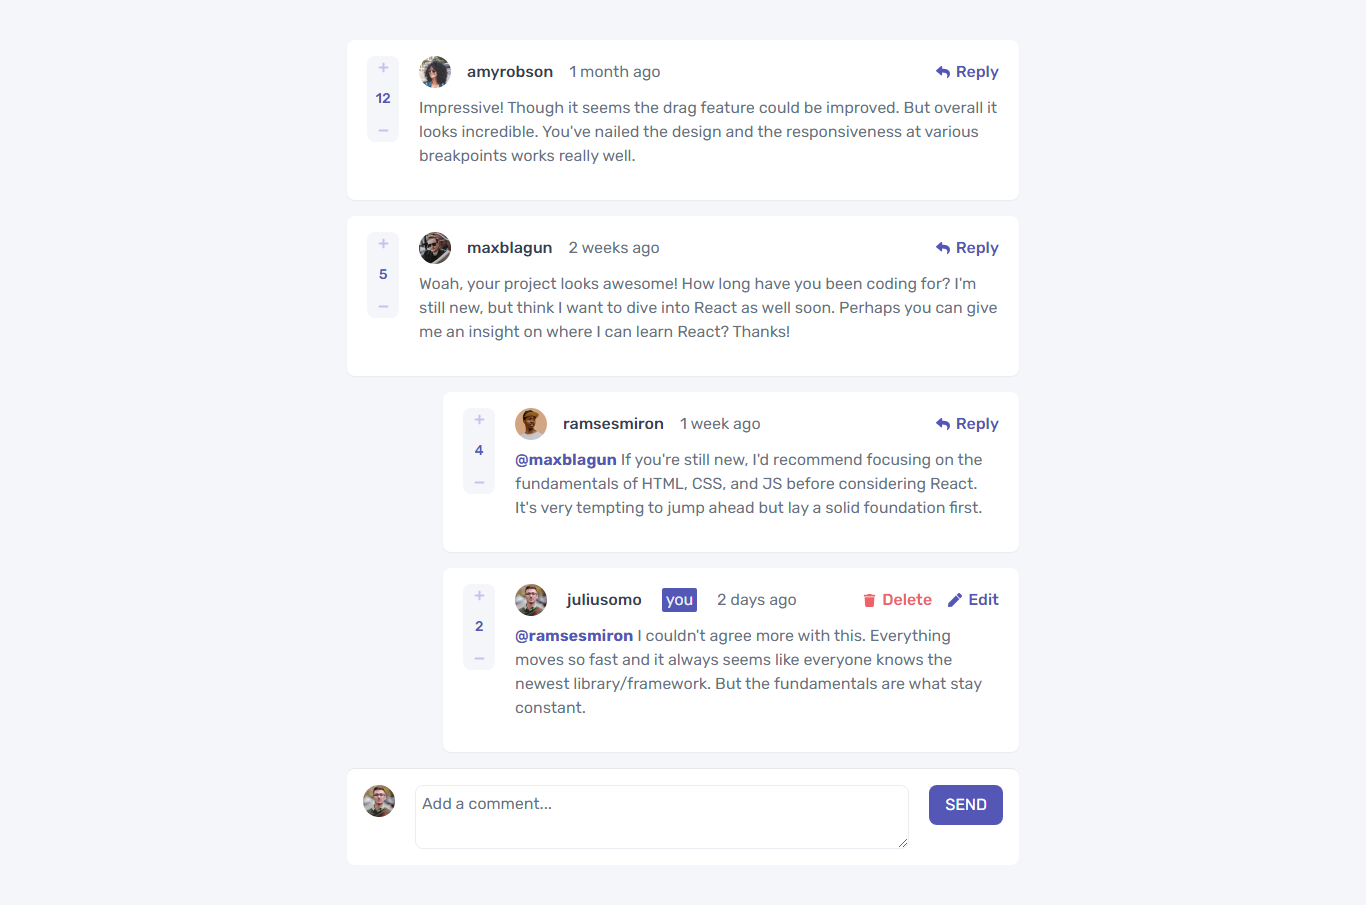 +
12
−
amyrobson 1 month ago Reply
Impressive! Though it seems the drag feature could be improved. But overall it
looks incredible. You've nailed the design and the responsiveness at various
breakpoints works really well.
+
5
−
maxblagun 2 weeks ago Reply
Woah, your project looks awesome! How long have you been coding for? I'm
still new, but think I want to dive into React as well soon. Perhaps you can give
me an insight on where I can learn React? Thanks!
+
4
−
ramsesmiron 1 week ago Reply
@maxblagun If you're still new, I'd recommend focusing on the
fundamentals of HTML, CSS, and JS before considering React.
It's very tempting to jump ahead but lay a solid foundation first.
+
2
−
juliusomo you 2 days ago Delete Edit
@ramsesmiron I couldn't agree more with this. Everything
moves so fast and it always seems like everyone knows the
newest library/framework. But the fundamentals are what stay
constant.
Add a comment... SEND